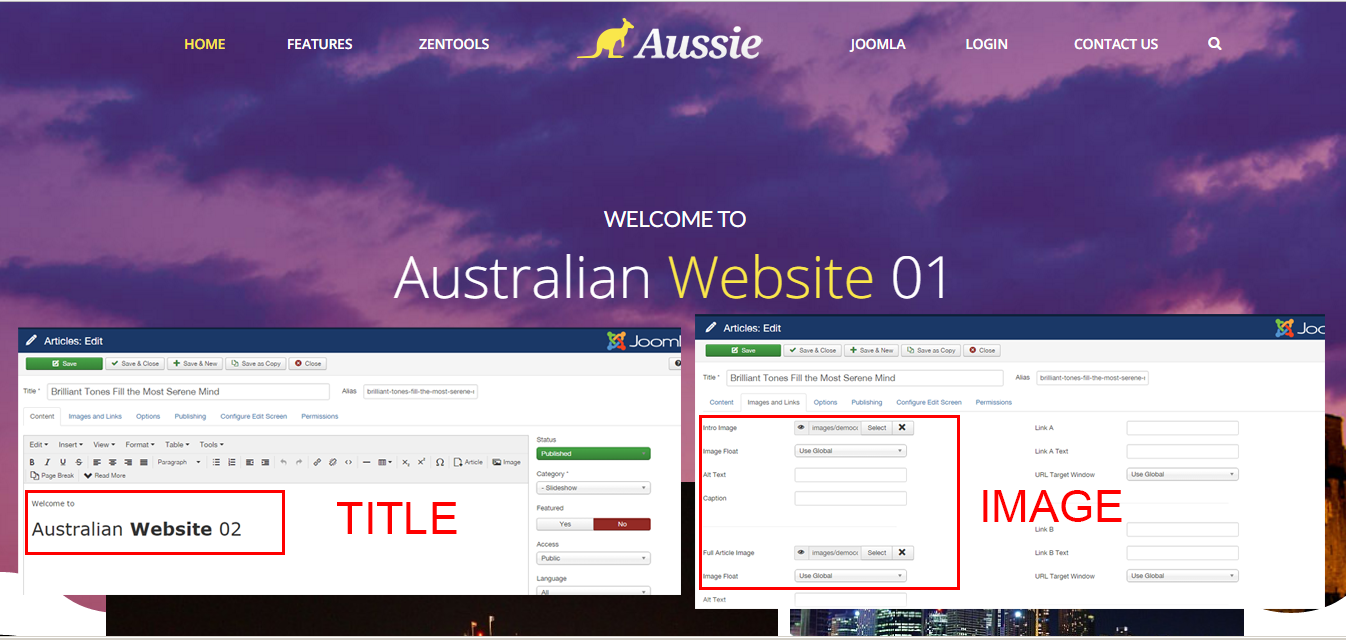 HOME FEATURES ZENTOOLS Aussie JOOMLA LOGIN CONTACT US
WELCOME TO
Australian Website 01
Articles: Edit
Save Save & Close Save & New Save as Copy Close
Title * Brilliant Tones Fill the Most Serene Mind Alias brilliant-tones-fill-the-most-serene-
Content Images and Links Options Publishing Configure Edit Screen Permissions
Edit Insert View Format Table Tools
B I U S Paragraph Article Image
Page Break Read More
Welcome to
Australian Website 02
TITLE
Status
Published
Category *
- Slideshow
Featured
Yes No
Access
Public
Language
All
Articles: Edit
Save Save & Close Save & New Save as Copy Close
Title * Brilliant Tones Fill the Most Serene Mind Alias brilliant-tones-fill-the-most-serene-
Content Images and Links Options Publishing Configure Edit Screen Permissions
Intro Image images/democ Select
Image Float Use Global
Alt Text
Caption
Full Article Image images/democ Select
Image Float Use Global
Alt Text
IMAGE
Link A
Link A Text
URL Target Window Use Global
Link B
Link B Text
URL Target Window Use Global